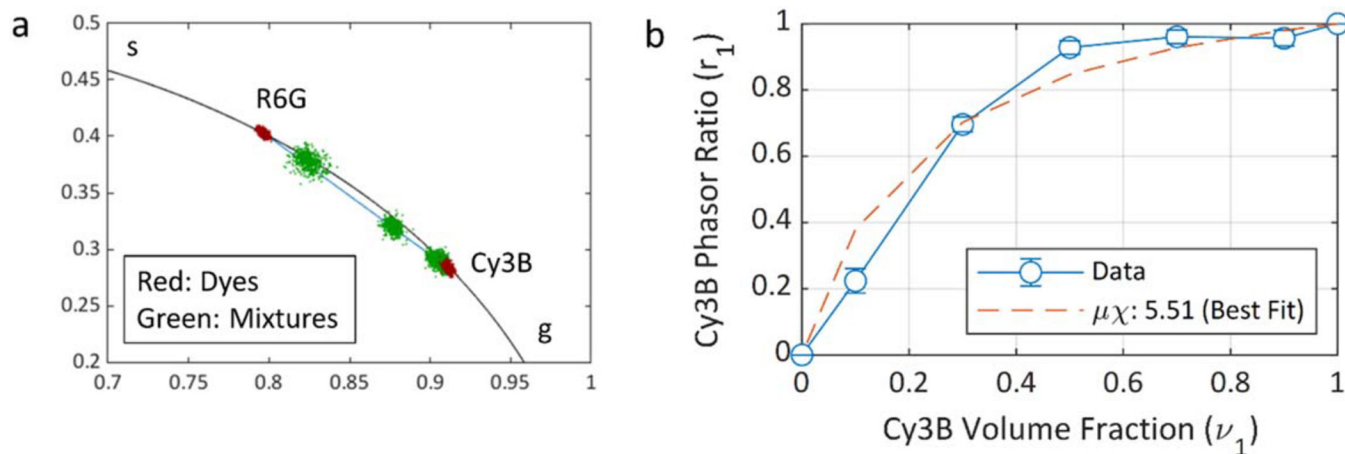 a
0.5
0.45
0.4
0.35
0.3
0.25
0.2
s
R6G
Cy3B
Red: Dyes
Green: Mixtures
g
0.7 0.75 0.8 0.85 0.9 0.95 1
b
Cy3B Phasor Ratio (r₁)
1
0.8
0.6
0.4
0.2
0
Data
μχ: 5.51 (Best Fit)
0 0.2 0.4 0.6 0.8 1
Cy3B Volume Fraction (ν₁)